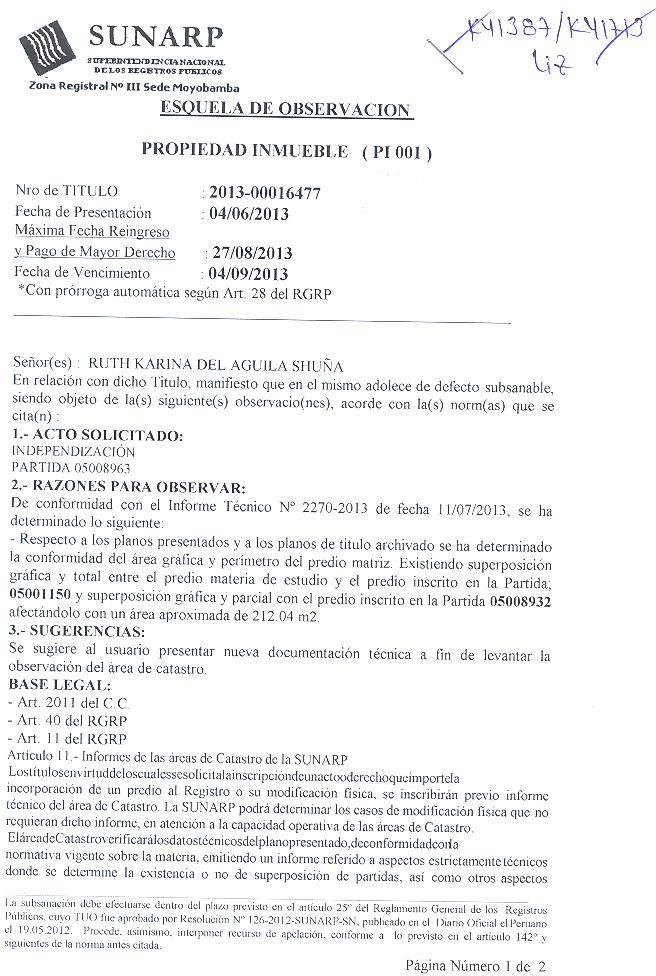 SUNARP
SUPERINTENDENCIA NACIONAL
DE LOS REGISTROS PUBLICOS
Zona Registral Nº III Sede Moyobamba
K41387/K41713
Liz
ESQUELA DE OBSERVACION
PROPIEDAD INMUEBLE ( PI 001 )
Nro de TITULO : 2013-00016477
Fecha de Presentación : 04/06/2013
Máxima Fecha Reingreso
y Pago de Mayor Derecho : 27/08/2013
Fecha de Vencimiento : 04/09/2013
*Con prórroga automática según Art. 28 del RGRP
Señor(es) : RUTH KARINA DEL AGUILA SHUÑA
En relación con dicho Titulo, manifiesto que en el mismo adolece de defecto subsanable,
siendo objeto de la(s) siguiente(s) observacio(nes), acorde con la(s) norm(as) que se
cita(n) :
1.- ACTO SOLICITADO:
INDEPENDIZACIÓN
PARTIDA 05008963
2.- RAZONES PARA OBSERVAR:
De conformidad con el Informe Técnico Nº 2270-2013 de fecha 11/07/2013, se ha
determinado lo siguiente:
- Respecto a los planos presentados y a los planos de titulo archivado se ha determinado
la conformidad del área gráfica y perímetro del predio matriz. Existiendo superposición
gráfica y total entre el predio materia de estudio y el predio inscrito en la Partida;
05001150 y superposición gráfica y parcial con el predio inscrito en la Partida 05008932
afectándolo con un área aproximada de 212.04 m2.
3.- SUGERENCIAS:
Se sugiere al usuario presentar nueva documentación técnica a fin de levantar la
observación del área de catastro.
BASE LEGAL:
- Art. 2011 del C.C.
- Art. 40 del RGRP
- Art. 11 del RGRP
Artículo 11.- Informes de las áreas de Catastro de la SUNARP
Lostítulosenvirtuddeloscualessesolicitalainscripcióndeunactooderechoqueimportela
incorporación de un predio al Registro o su modificación física, se inscribirán previo informe
técnico del área de Catastro. La SUNARP podrá determinar los casos de modificación física que no
requieran dicho informe, en atención a la capacidad operativa de las áreas de Catastro.
ElárdeaCatastroverificarálosdatostécnicosdelplanopresentado,deconformidadconla
normativa vigente sobre la materia, emitiendo un informe referido a aspectos estrictamente técnicos
donde se determine la existencia o no de superposición de partidas, así como otros aspectos
La subsanación debe efectuarse dentro del plazo previsto en el artículo 25º del Reglamento General de los Registros
Públicos, cuyo TUO fue aprobado por Resolución Nº 126-2012-SUNARP-SN, publicado en el Diario Oficial el Peruano
el 19.05.2012. Procede, asimismo, interponer recurso de apelación, conforme a lo previsto en el artículo 142º y
siguientes de la norma antes citada.
Página Número 1 de 2